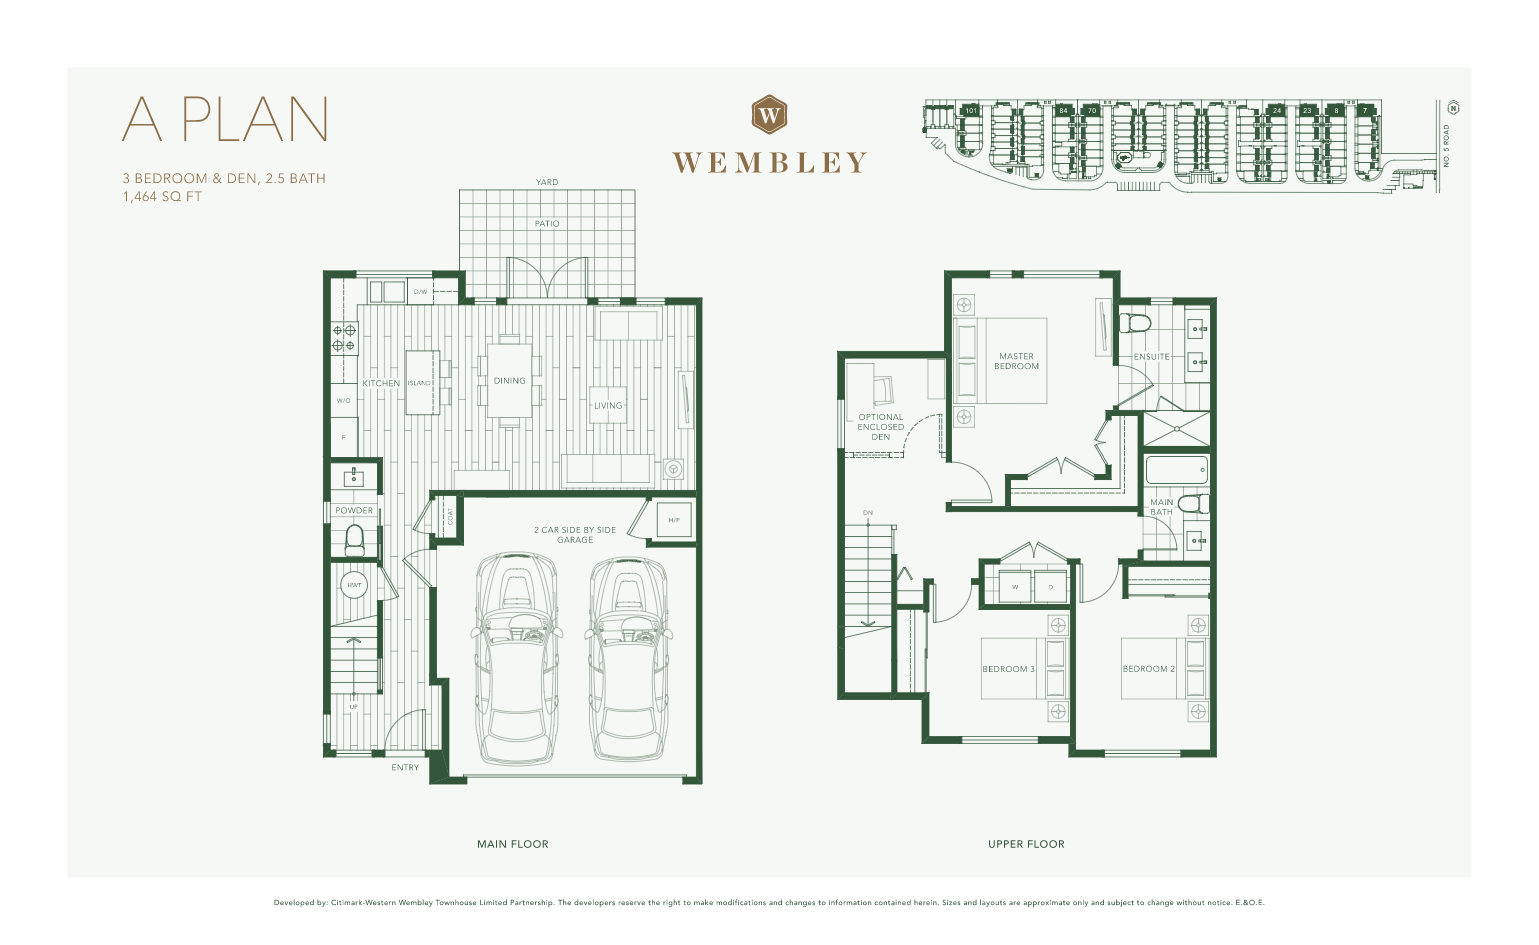 A PLAN
3 BEDROOM & DEN, 2.5 BATH
1,464 SQ FT
W
WEMBLEY
101
84
70
24
23
8
7
N
NO. 5 ROAD
YARD
PATIO
D/W
KITCHEN
ISLAND
DINING
LIVING
W/O
F
POWDER
COAT
2 CAR SIDE BY SIDE
GARAGE
H/P
HWT
UP
ENTRY
MAIN FLOOR
MASTER
BEDROOM
ENSUITE
OPTIONAL
ENCLOSED
DEN
MAIN
BATH
DN
W
D
BEDROOM 3
BEDROOM 2
UPPER FLOOR
Developed by: Citimark-Western Wembley Townhouse Limited Partnership. The developers reserve the right to make modifications and changes to information contained herein. Sizes and layouts are approximate only and subject to change without notice. E.&O.E.